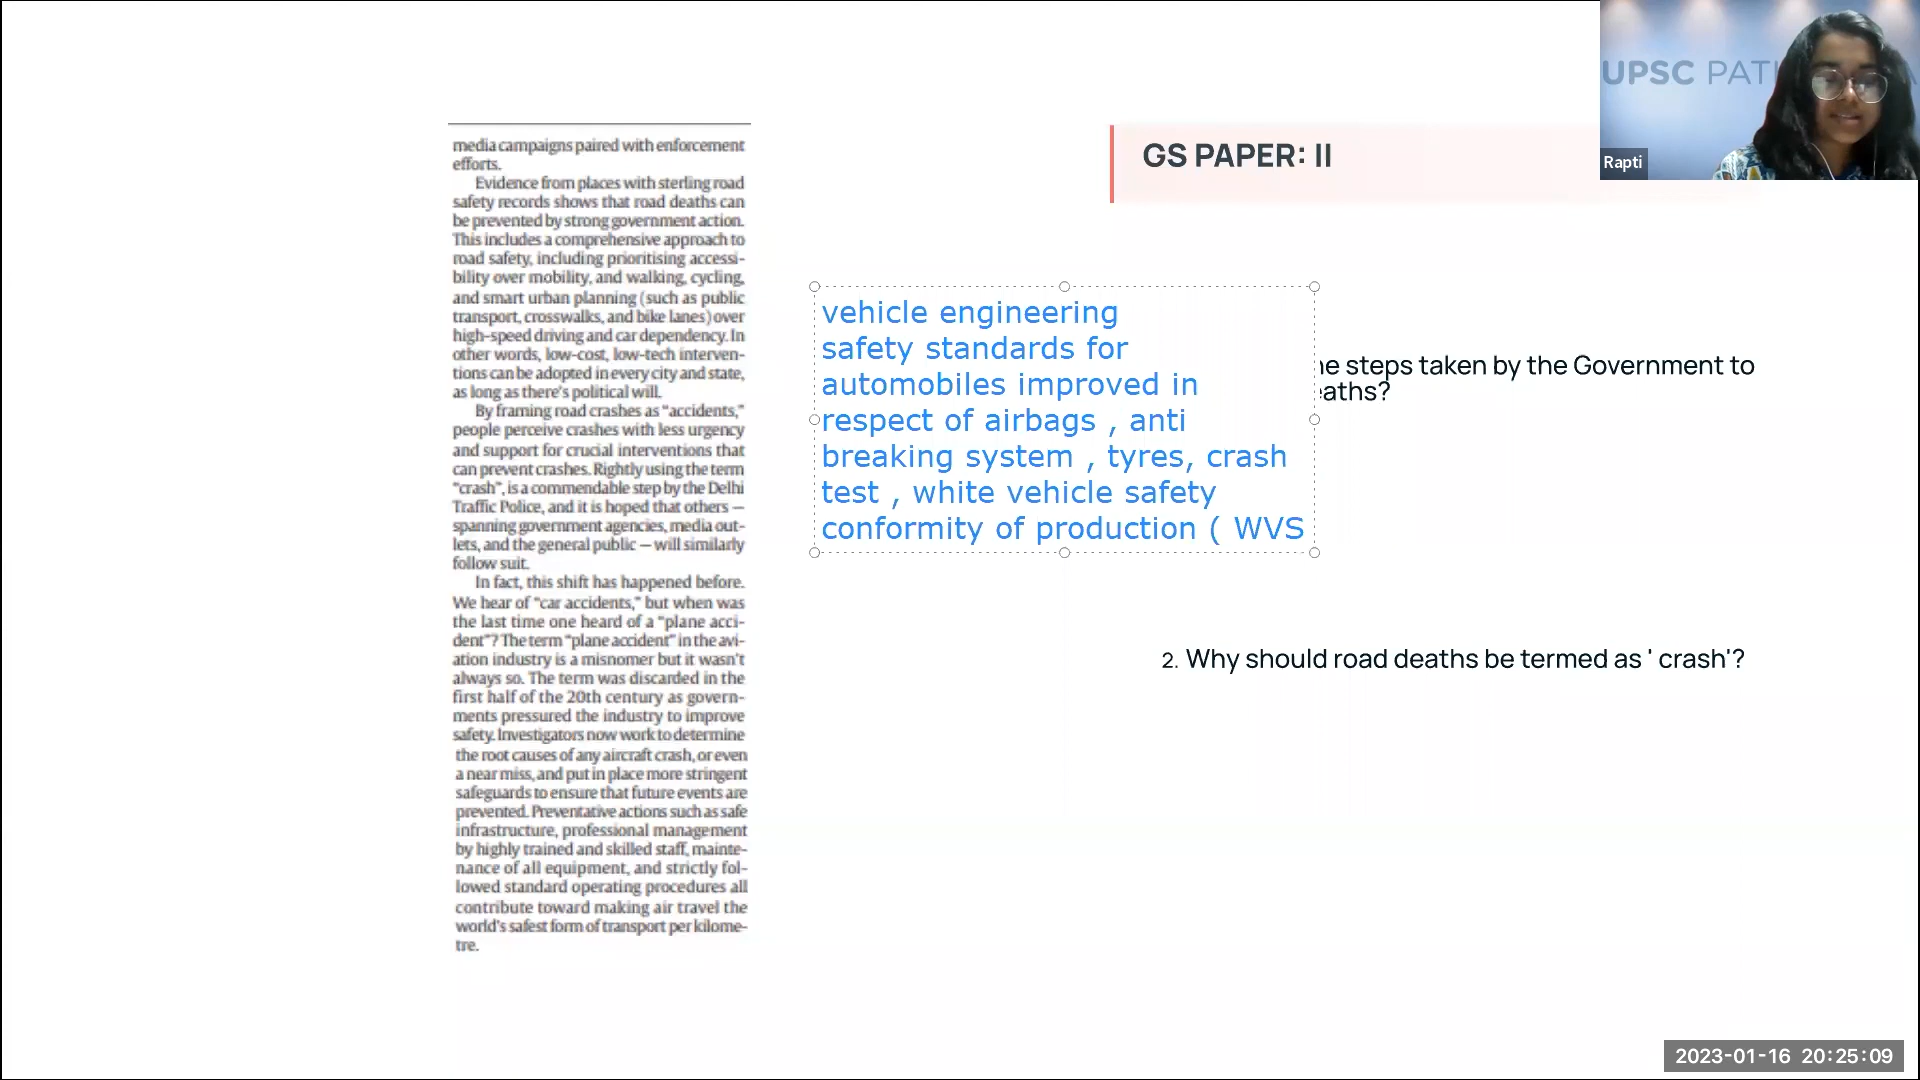 media campaigns paired with enforcement
efforts.
Evidence from places with sterling road
safety records shows that road deaths can
be prevented by strong government action.
This includes a comprehensive approach to
road safety, including prioritising accessi-
bility over mobility, and walking, cycling,
and smart urban planning (such as public
transport, crosswalks, and bike lanes) over
high-speed driving and car dependency. In
other words, low-cost, low-tech interven-
tions can be adopted in every city and state,
as long as there's political will.
By framing road crashes as "accidents,"
people perceive crashes with less urgency
and support for crucial interventions that
can prevent crashes. Rightly using the term
"crash", is a commendable step by the Delhi
Traffic Police, and it is hoped that others —
spanning government agencies, media out-
lets, and the general public — will similarly
follow suit.
In fact, this shift has happened before.
We hear of "car accidents," but when was
the last time one heard of a "plane acci-
dent"? The term "plane accident" in the avi-
ation industry is a misnomer but it wasn't
always so. The term was discarded in the
first half of the 20th century as govern-
ments pressured the industry to improve
safety. Investigators now work to determine
the root causes of any aircraft crash, or even
a near miss, and put in place more stringent
safeguards to ensure that future events are
prevented. Preventative actions such as safe
infrastructure, professional management
by highly trained and skilled staff, mainte-
nance of all equipment, and strictly fol-
lowed standard operating procedures all
contribute toward making air travel the
world's safest form of transport per kilome-
tre.
vehicle engineering
safety standards for
automobiles improved in
respect of airbags , anti
breaking system , tyres, crash
test , white vehicle safety
conformity of production ( WVS
GS PAPER: II
steps taken by the Government to
2. Why should road deaths be termed as ' crash'?
UPSC
Rapti
2023-01-16 20:25:09